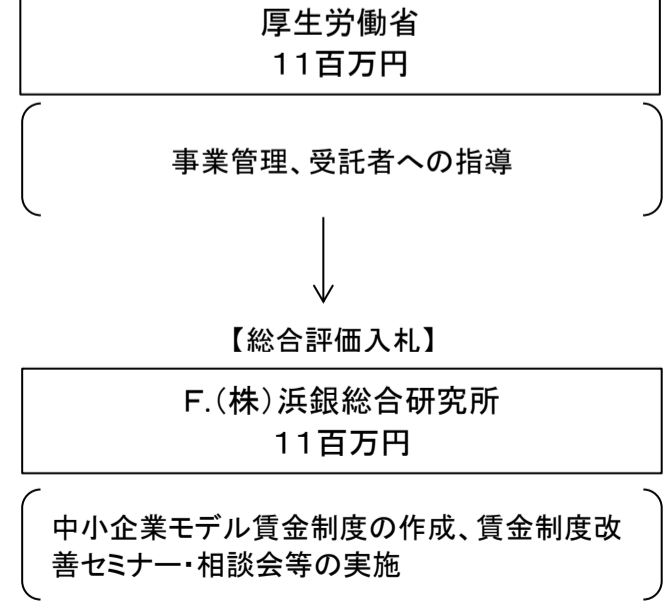 厚生労働省
11百万円
事業管理、受託者への指導
【総合評価入札】
F.(株)浜銀総合研究所
11百万円
中小企業モデル賃金制度の作成、賃金制度改
善セミナー・相談会等の実施